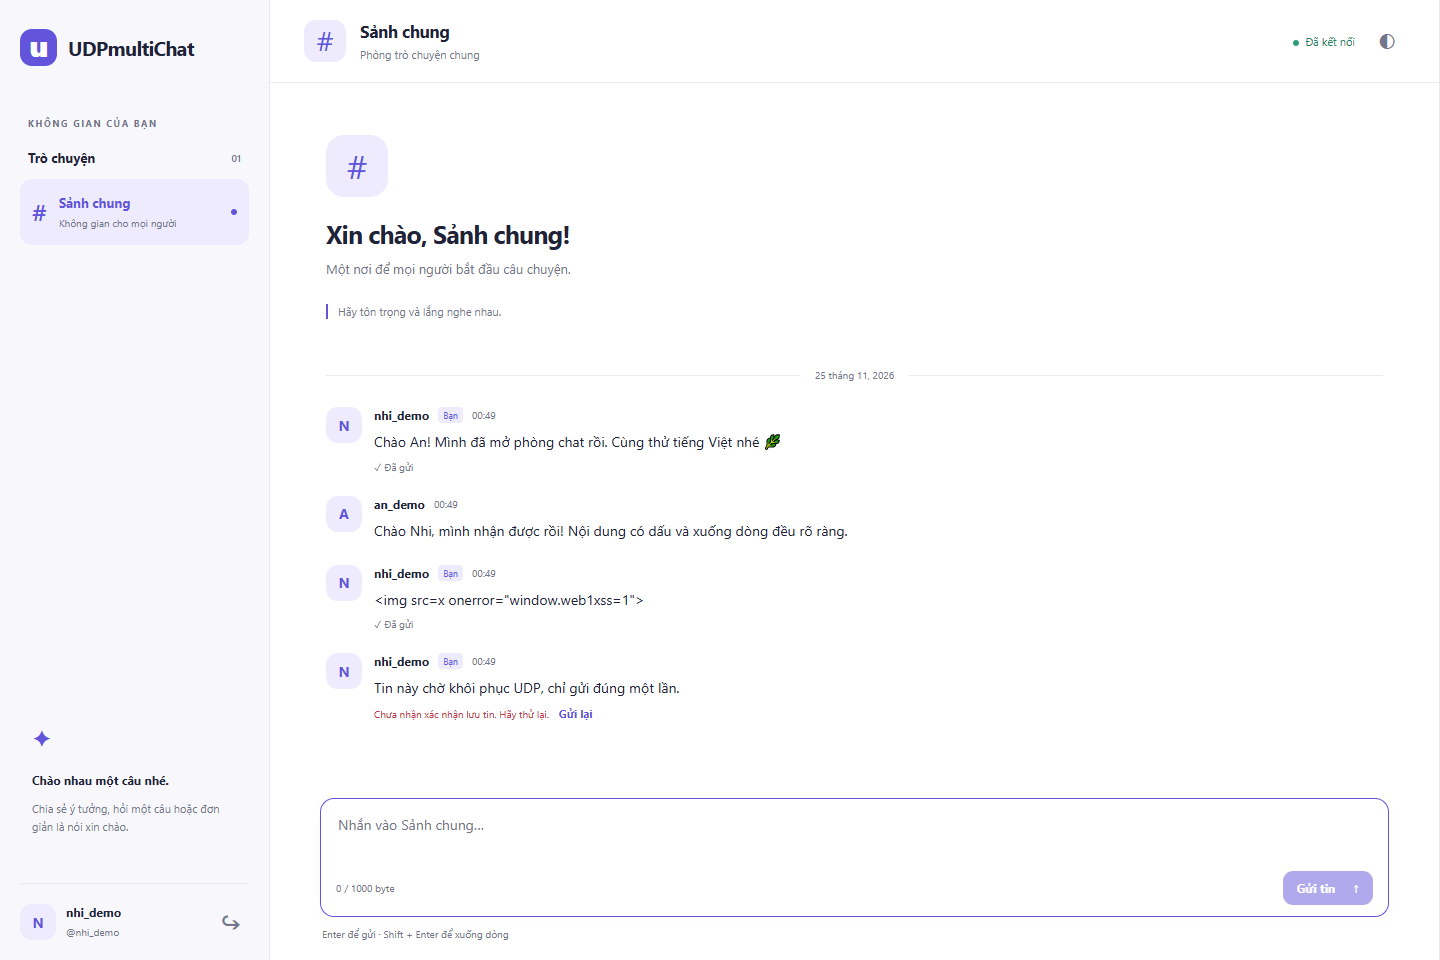 u UDPmultiChat
KHÔNG GIAN CỦA BẠN
Trò chuyện 01
# Sảnh chung
Không gian cho mọi người
✦
Chào nhau một câu nhé.
Chia sẻ ý tưởng, hỏi một câu hoặc đơn
giản là nói xin chào.
N nhi_demo
@nhi_demo
# Sảnh chung
Phòng trò chuyện chung
Đã kết nối
#
Xin chào, Sảnh chung!
Một nơi để mọi người bắt đầu câu chuyện.
Hãy tôn trọng và lắng nghe nhau.
25 tháng 11, 2026
N nhi_demo Bạn 00:49
Chào An! Mình đã mở phòng chat rồi. Cùng thử tiếng Việt nhé 🌿
✓ Đã gửi
A an_demo 00:49
Chào Nhi, mình nhận được rồi! Nội dung có dấu và xuống dòng đều rõ ràng.
N nhi_demo Bạn 00:49
<img src=x onerror="window.web1xss=1">
✓ Đã gửi
N nhi_demo Bạn 00:49
Tin này chờ khôi phục UDP, chỉ gửi đúng một lần.
Chưa nhận xác nhận lưu tin. Hãy thử lại. Gửi lại
Nhắn vào Sảnh chung...
0 / 1000 byte
Gửi tin ↑
Enter để gửi · Shift + Enter để xuống dòng